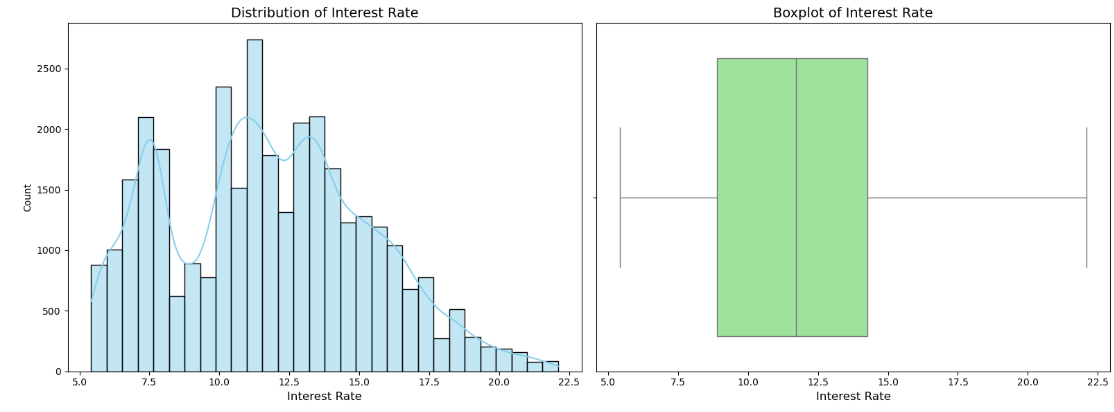 Distribution of Interest Rate
Count
2500
2000
1500
1000
500
0
5.0 7.5 10.0 12.5 15.0 17.5 20.0 22.5
Interest Rate
Boxplot of Interest Rate
5.0 7.5 10.0 12.5 15.0 17.5 20.0 22.5
Interest Rate